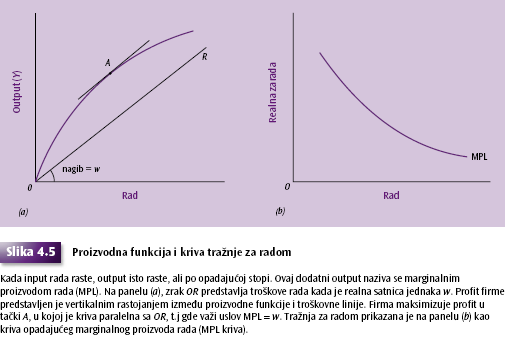 Output (Y)
A
R
nagib = w
0
Rad
(a)
Realna zarada
MPL
O
Rad
(b)
Slika 4.5 Proizvodna funkcija i kriva tražnje za radom
Kada input rada raste, output isto raste, ali po opadajućoj stopi. Ovaj dodatni output naziva se marginalnim
proizvodom rada (MPL). Na panelu (a), zrak OR predstavlja troškove rada kada je realna satnica jednaka w. Profit firme
predstavljen je vertikalnim rastojanjem između proizvodne funkcije i troškovne linije. Firma maksimizuje profit u
tački A, u kojoj je kriva paralelna sa OR, t.j gde važi uslov MPL = w. Tražnja za radom prikazana je na panelu (b) kao
kriva opadajućeg marginalnog proizvoda rada (MPL kriva).